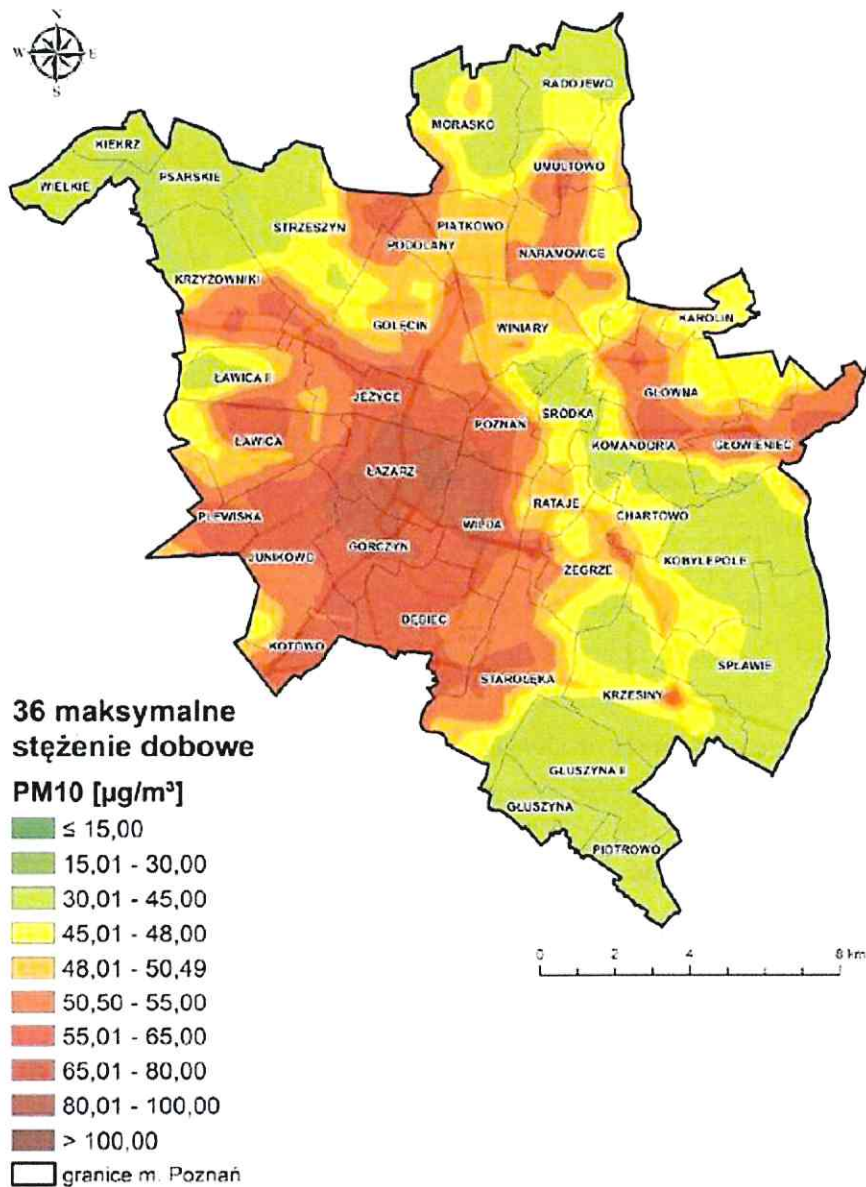 N
W E
S
RADOJEWO
MORASKO
KIEKRZ
UMULTOWO
WIELKIE
PSARSKIE
STRZESZYN
PIĄTKOWO
PODOLANY
NARAMOWICE
KRZYŻOWNIKI
KAROLIN
GOLĘCIN
WINIARY
ŁAWICA II
JEŻYCE
GŁÓWNA
POZNAŃ
ŚRÓDKA
ŁAWICA
KOMANDORIA
GŁOWIENIEC
ŁAZARZ
RATAJE
PLEWISKA
WILDA
CHARTOWO
JUNIKOWO
GÓRCZYN
KOBYLEPOLE
ŻEGRZE
DĘBIEC
KOTOWO
SPŁAWIE
STAROŁĘKA
KRZESINY
36 maksymalne
stężenie dobowe
PM10 [µg/m³]
GŁUSZYNA II
GŁUSZYNA
PIOTROWO
≤ 15,00
15,01 - 30,00
30,01 - 45,00
45,01 - 48,00
48,01 - 50,49
50,50 - 55,00
55,01 - 65,00
65,01 - 80,00
80,01 - 100,00
> 100,00
granice m. Poznań
0 2 4 8 km